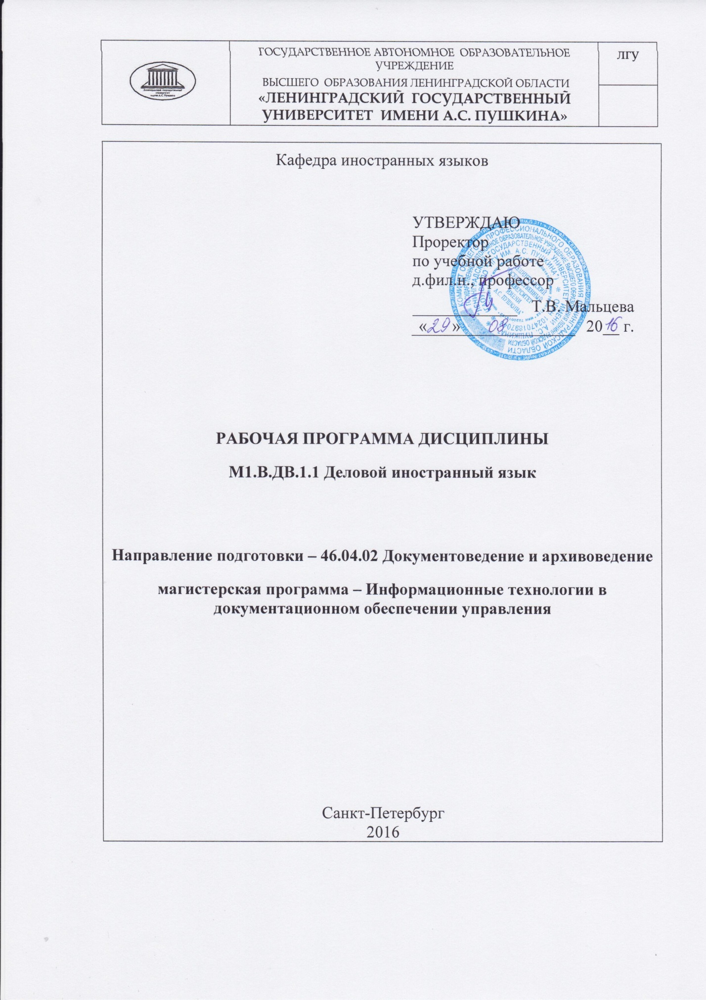 ГОСУДАРСТВЕННОЕ АВТОНОМНОЕ ОБРАЗОВАТЕЛЬНОЕ
УЧРЕЖДЕНИЕ
ВЫСШЕГО ОБРАЗОВАНИЯ ЛЕНИНГРАДСКОЙ ОБЛАСТИ
«ЛЕНИНГРАДСКИЙ ГОСУДАРСТВЕННЫЙ
УНИВЕРСИТЕТ ИМЕНИ А.С. ПУШКИНА»
ЛГУ
Кафедра иностранных языков
УТВЕРЖДАЮ
Проректор
по учебной работе
д.фил.н., профессор
Т.В. Мальцева
«29» 08 2016 г.
РАБОЧАЯ ПРОГРАММА ДИСЦИПЛИНЫ
М1.В.ДВ.1.1 Деловой иностранный язык
Направление подготовки – 46.04.02 Документоведение и архивоведение
магистерская программа – Информационные технологии в
документационном обеспечении управления
Санкт-Петербург
2016